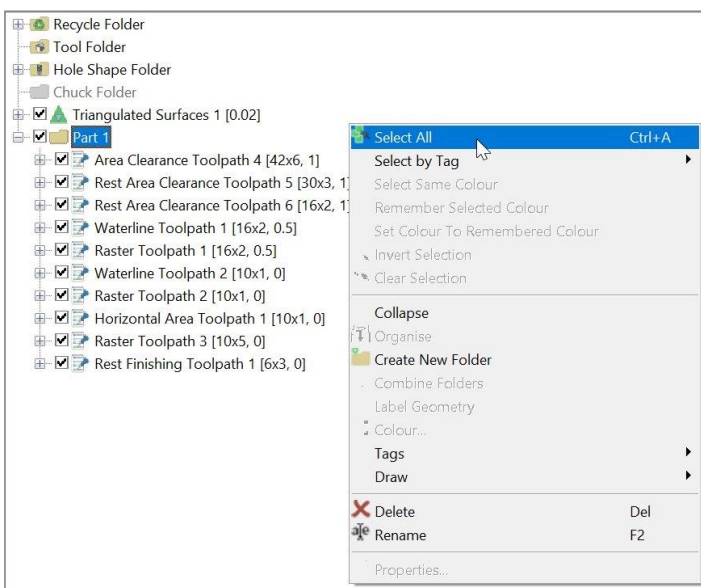 Recycle Folder
Tool Folder
Hole Shape Folder
Chuck Folder
Triangulated Surfaces 1 [0.02]
Part 1
Area Clearance Toolpath 4 [42x6, 1]
Rest Area Clearance Toolpath 5 [30x3, 1]
Rest Area Clearance Toolpath 6 [16x2, 1]
Waterline Toolpath 1 [16x2, 0.5]
Raster Toolpath 1 [16x2, 0.5]
Waterline Toolpath 2 [10x1, 0]
Raster Toolpath 2 [10x1, 0]
Horizontal Area Toolpath 1 [10x1, 0]
Raster Toolpath 3 [10x5, 0]
Rest Finishing Toolpath 1 [6x3, 0]
Select All Ctrl+A
Select by Tag
Select Same Colour
Remember Selected Colour
Set Colour To Remembered Colour
Invert Selection
Clear Selection
Collapse
Organise
Create New Folder
Combine Folders
Label Geometry
Colour...
Tags
Draw
Delete Del
Rename F2
Properties...